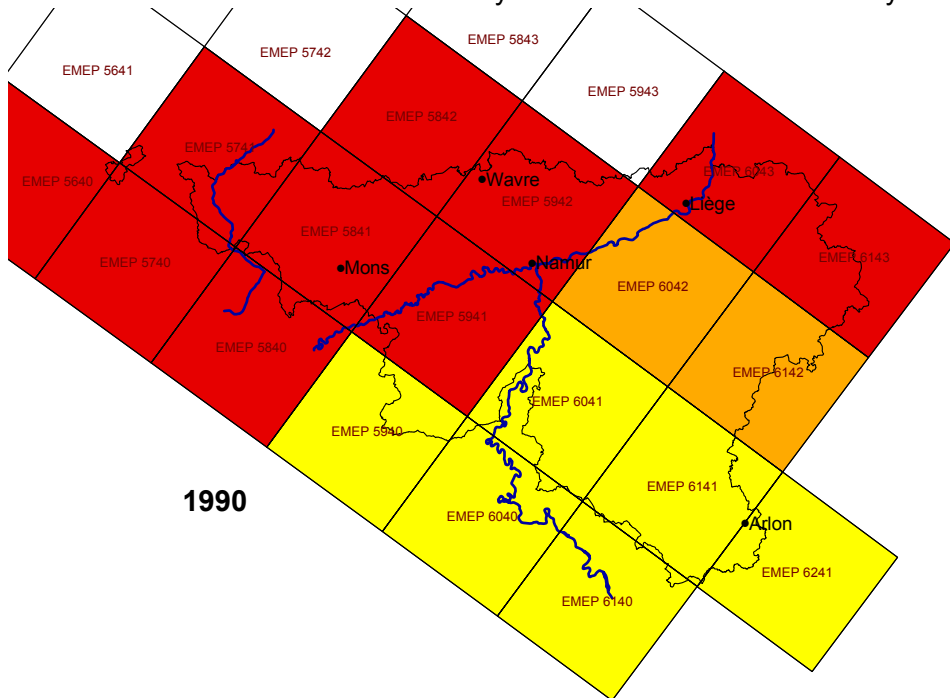 EMEP 5843
EMEP 5742
EMEP 5641
EMEP 5943
EMEP 5842
EMEP 5741
EMEP 6043
EMEP 5640
Wavre
EMEP 5942
Liège
EMEP 5841
EMEP 6143
EMEP 5740
Mons
Namur
EMEP 6042
EMEP 5941
EMEP 5840
EMEP 6142
EMEP 6041
EMEP 5940
EMEP 6141
1990
EMEP 6040
Arlon
EMEP 6241
EMEP 6140